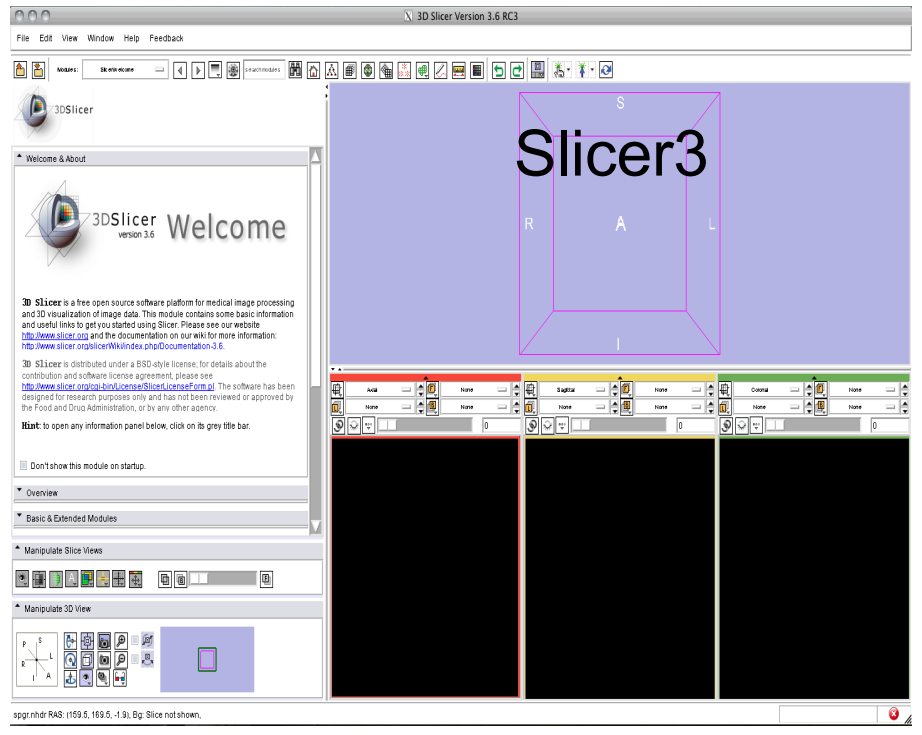 3D Slicer Version 3.6 RC3
File Edit View Window Help Feedback
Modules: SlicerWelcome searchmodules
3DSlicer
Welcome & About
3DSlicer
version 3.6
Welcome
3D Slicer is a free open source software platform for medical image processing
and 3D visualization of image data. This module contains some basic information
and useful links to get you started using Slicer. Please see our website
http://www.slicer.org and the documentation on our wiki for more information:
http://www.slicer.org/slicerWiki/index.php/Documentation-3.6.
3D Slicer is distributed under a BSD-style license; for details about the
contribution and software license agreement, please see
http://www.slicer.org/cgi-bin/License/SlicerLicenseForm.pl. The software has been
designed for research purposes only and has not been reviewed or approved by
the Food and Drug Administration, or by any other agency.
Hint: to open any information panel below, click on its grey title bar.
Don't show this module on startup.
Overview
Basic & Extended Modules
Manipulate Slice Views
Manipulate 3D View
P S
R L
I A
S
Slicer3
R A L
I
Axial None
None None
0
Sagittal None
None None
0
Coronal None
None None
0
spgr.nhdr RAS: (159.5, 169.5, -1.9), Bg: Slice not shown,